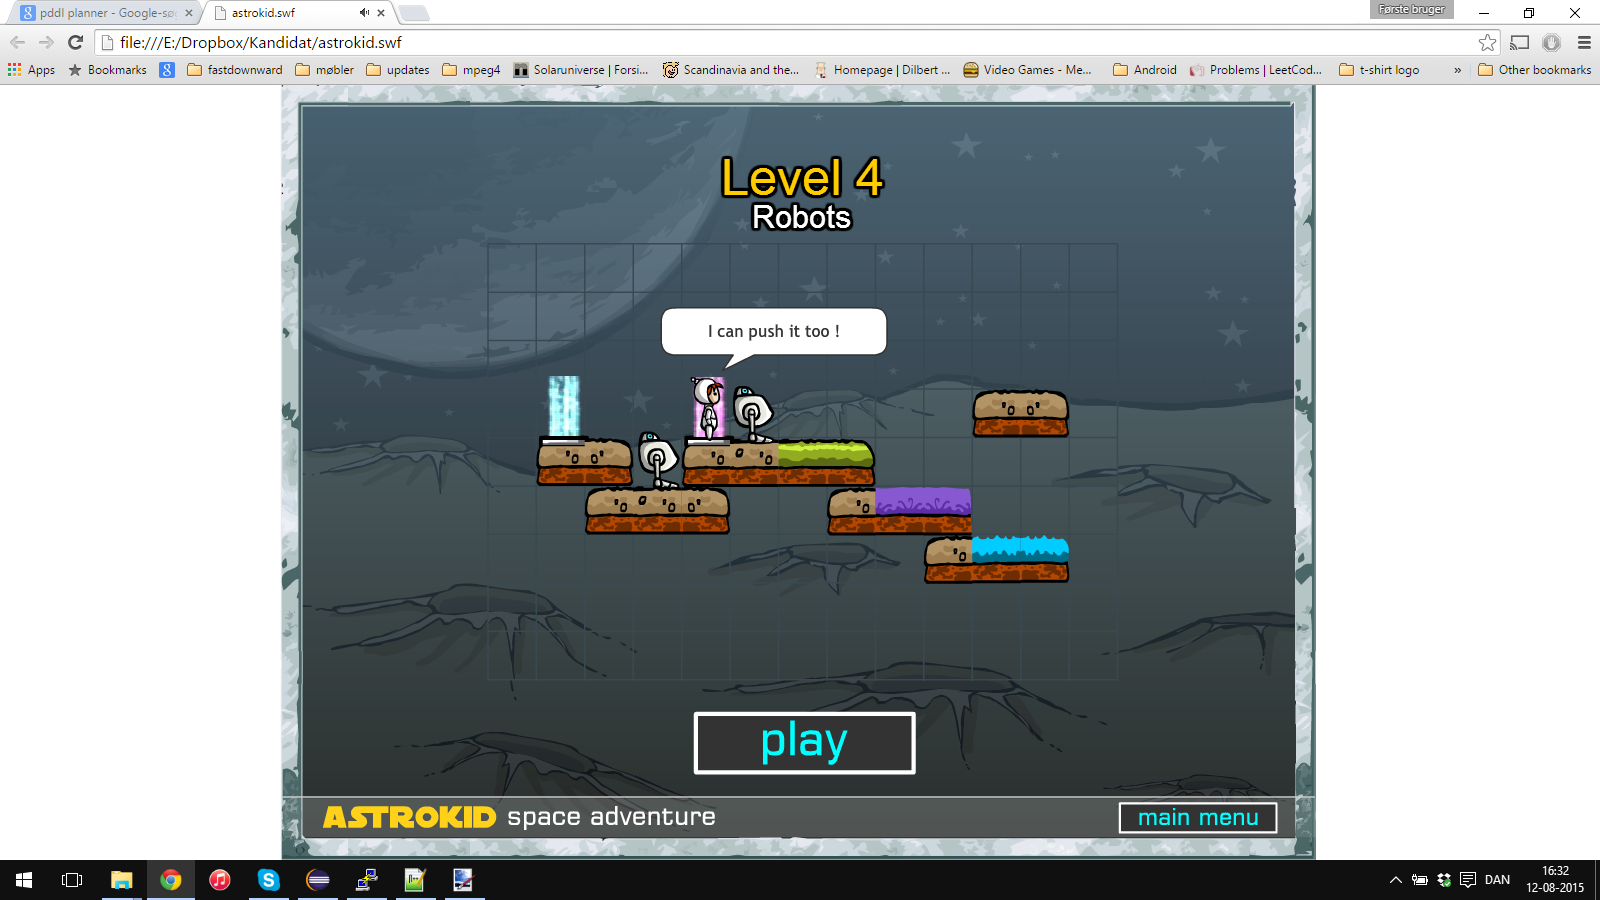 pddl planner - Google-sø
astrokid.swf
Første bruger
file:///E:/Dropbox/Kandidat/astrokid.swf
Apps
Bookmarks
fastdownward
møbler
updates
mpeg4
Solaruniverse | Forsi...
Scandinavia and the...
Homepage | Dilbert ...
Video Games - Me...
Android
Problems | LeetCod...
t-shirt logo
»
Other bookmarks
Level 4
Robots
I can push it too !
play
ASTROKID space adventure
main menu
DAN
16:32
12-08-2015